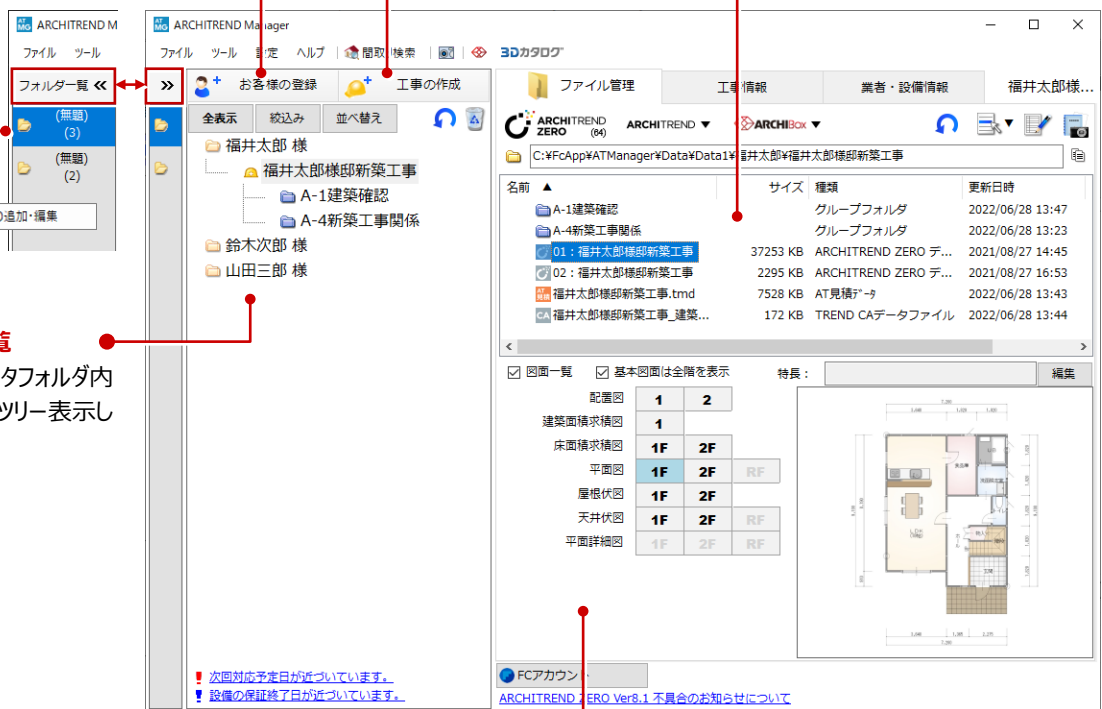 ARCHITREND M
ファイル ツール
フォルダ一覧 «
(無題)
(3)
(無題)
(2)
の追加・編集
覧
タフォルダ内
ツリー表示し
ARCHITREND Manager
ファイル ツール 設定 ヘルプ 間取り検索 3Dカタログ
»
お客様の登録 工事の作成
全表示 絞込み 並べ替え
福井太郎 様
福井太郎様邸新築工事
A-1建築確認
A-4新築工事関係
鈴木次郎 様
山田三郎 様
次回対応予定日が近づいています。
設備の保証終了日が近づいています。
ファイル管理 工事情報 業者・設備情報 福井太郎様...
ARCHITREND ZERO (64) ARCHITREND ▼ ARCHIBox ▼
C:¥FcApp¥ATManager¥Data¥Data1¥福井太郎¥福井太郎様邸新築工事
名前 ▲ サイズ 種類 更新日時
A-1建築確認 グループフォルダ 2022/06/28 13:47
A-4新築工事関係 グループフォルダ 2022/06/28 13:23
01：福井太郎様邸新築工事 37253 KB ARCHITREND ZERO デ... 2021/08/27 14:45
02：福井太郎様邸新築工事 2295 KB ARCHITREND ZERO デ... 2021/08/27 16:53
福井太郎様邸新築工事.tmd 7528 KB AT見積ﾃﾞｰﾀ 2022/06/28 13:43
福井太郎様邸新築工事_建築... 172 KB TREND CAデータファイル 2022/06/28 13:44
図面一覧 基本図面は全階を表示 特長： 編集
配置図 1 2
建築面積求積図 1
床面積求積図 1F 2F
平面図 1F 2F RF
屋根伏図 1F 2F
天井伏図 1F 2F RF
平面詳細図 1F 2F RF
FCアカウント
ARCHITREND ZERO Ver8.1 不具合のお知らせについて